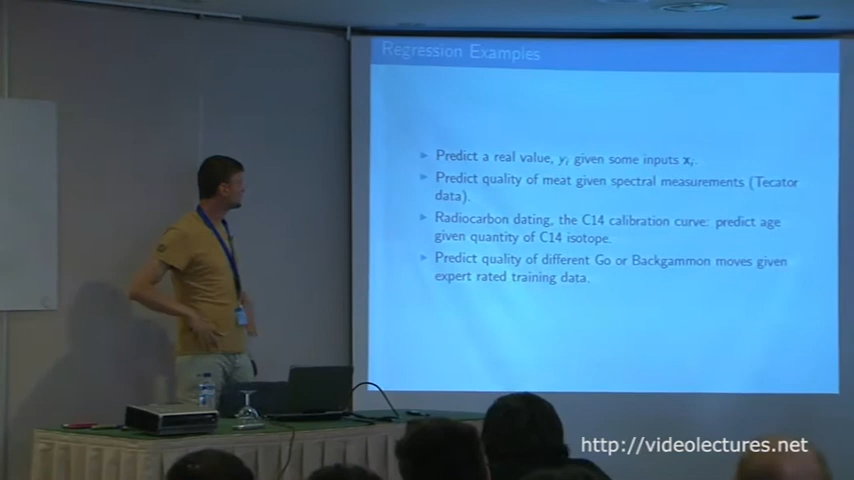 Regression Examples
Predict a real value, yᵢ given some inputs xᵢ.
Predict quality of meat given spectral measurements (Tecator
data).
Radiocarbon dating, the C14 calibration curve: predict age
given quantity of C14 isotope.
Predict quality of different Go or Backgammon moves given
expert rated training data.
http://videolectures.net